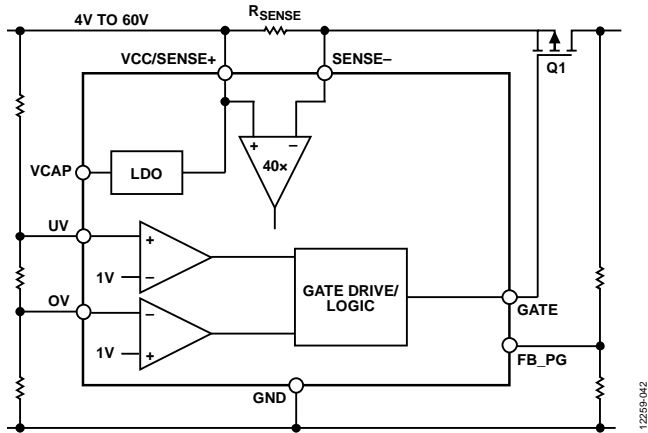 4V TO 60V
RSENSE
VCC/SENSE+
SENSE–
Q1
+ –
40×
VCAP
LDO
UV
+
1V
–
OV
–
1V
+
GATE DRIVE/
LOGIC
GATE
FB_PG
GND
12259-042